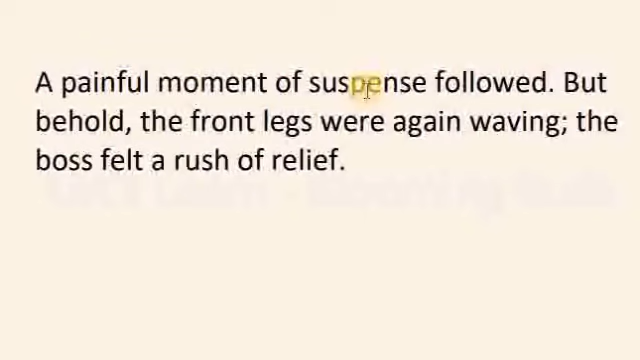 A painful moment of suspense followed. But
behold, the front legs were again waving; the
boss felt a rush of relief.